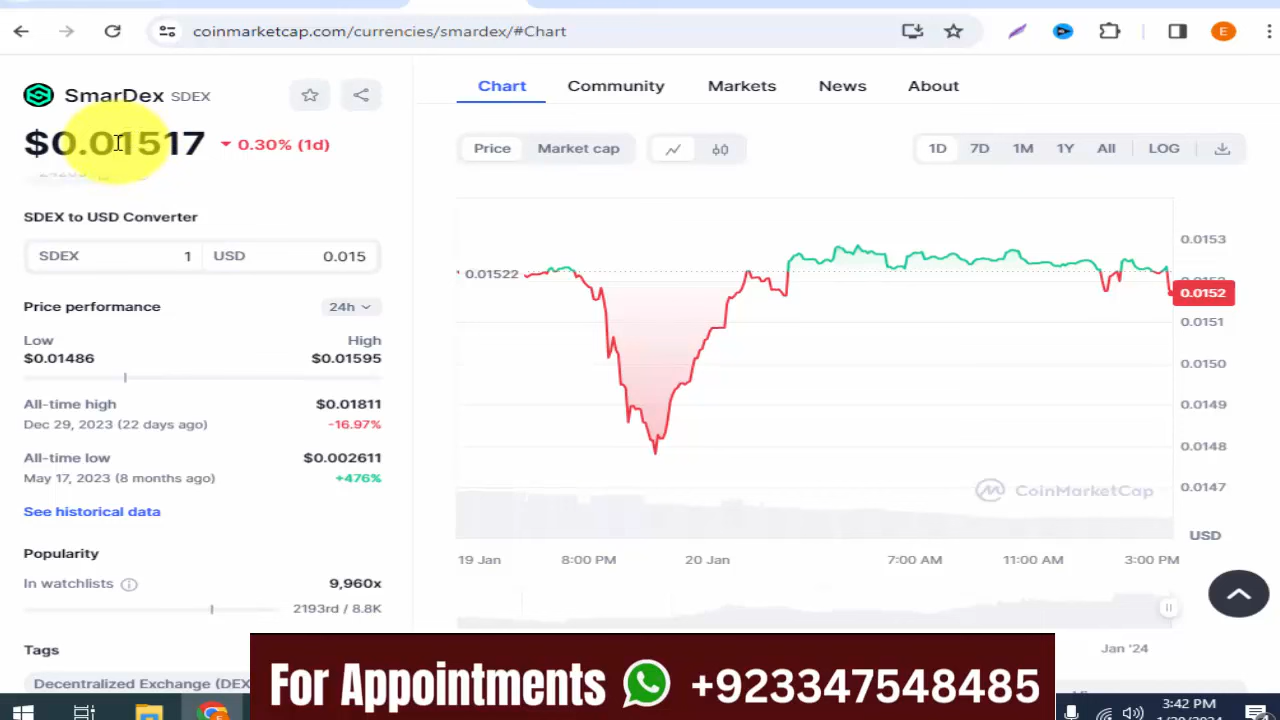 coinmarketcap.com/currencies/smardex/#Chart
E
SmarDex SDEX
$0.01517 0.30% (1d)
SDEX to USD Converter
SDEX 1 USD 0.015
Price performance 24h
Low High
$0.01486 $0.01595
All-time high $0.01811
Dec 29, 2023 (22 days ago) -16.97%
All-time low $0.002611
May 17, 2023 (8 months ago) +476%
See historical data
Popularity
In watchlists 9,960x
2193rd / 8.8K
Tags
Decentralized Exchange (DEX
Chart Community Markets News About
Price Market cap 1D 7D 1M 1Y All LOG
0.0153
0.01522
0.0152
0.0151
0.0150
0.0149
0.0148
0.0147
CoinMarketCap
USD
19 Jan 8:00 PM 20 Jan 7:00 AM 11:00 AM 3:00 PM
Jan '24
For Appointments +923347548485
3:42 PM